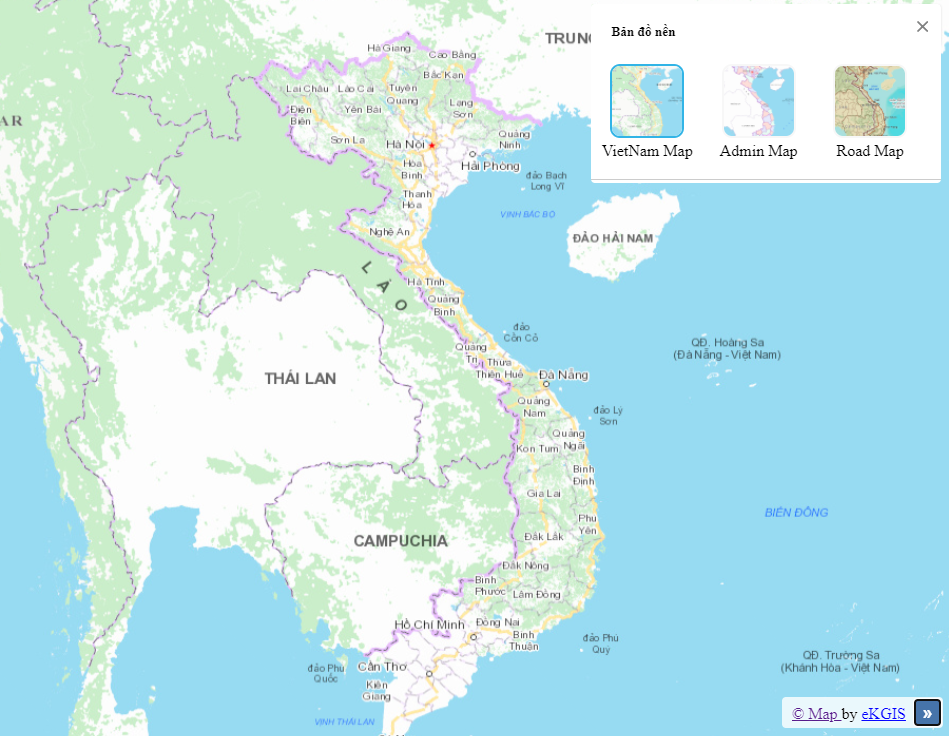 Bản đồ nền
VietNam Map
Admin Map
Road Map
TRUNG
Hà Giang
Cao Bằng
Bắc Kạn
Lai Châu
Lào Cai
Tuyên
Quang
Điện
Biên
Yên Bái
Lạng
Sơn
AR
Sơn La
Hà Nội
Quảng
Ninh
Hải Phòng
Hòa
Bình
đảo Bạch
Long Vĩ
Thanh
Hóa
VỊNH BẮC BỘ
Nghệ An
ĐẢO HẢI NAM
LÀO
Hà Tĩnh
Quảng
Bình
đảo
Cồn Cỏ
Quảng
Trị
Thừa
Thiên Huế
QĐ. Hoàng Sa
(Đà Nẵng - Việt Nam)
THÁI LAN
Đà Nẵng
Quảng
Nam
đảo Lý
Sơn
Quảng
Ngãi
Kon Tum
Bình
Định
Gia Lai
BIỂN ĐÔNG
Phú
Yên
Đắk Lắk
CAMPUCHIA
Đắk Nông
Bình
Phước
Lâm Đồng
Hồ Chí Minh
Đồng Nai
Bình
Thuận
đảo Phú
Quý
QĐ. Trường Sa
(Khánh Hòa - Việt Nam)
đảo Phú
Quốc
Cần Thơ
Kiên
Giang
VỊNH THÁI LAN
© Map by eKGIS
»